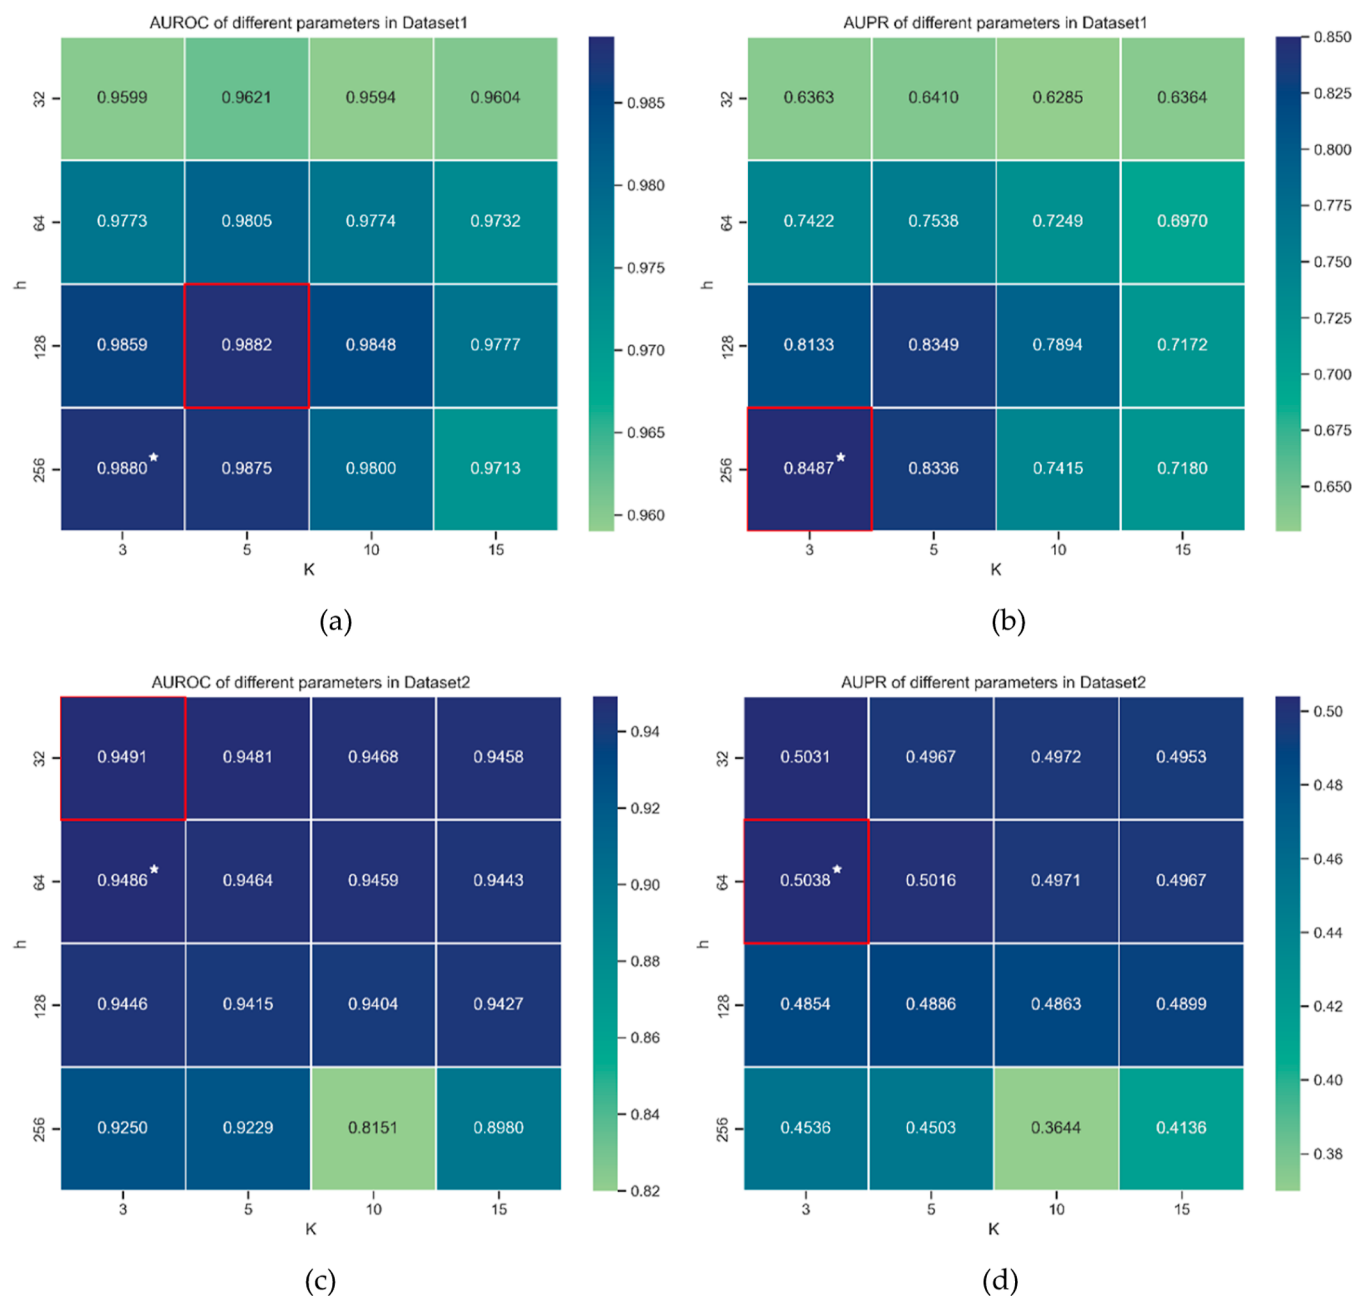 AUROC of different parameters in Dataset1
32 0.9599 0.9621 0.9594 0.9604
64 0.9773 0.9805 0.9774 0.9732
128 0.9859 0.9882 0.9848 0.9777
256 0.9880 0.9875 0.9800 0.9713
3 5 10 15
h
K
0.985
0.980
0.975
0.970
0.965
0.960
(a)
AUPR of different parameters in Dataset1
32 0.6363 0.6410 0.6285 0.6364
64 0.7422 0.7538 0.7249 0.6970
128 0.8133 0.8349 0.7894 0.7172
256 0.8487 0.8336 0.7415 0.7180
3 5 10 15
h
K
0.850
0.825
0.800
0.775
0.750
0.725
0.700
0.675
0.650
(b)
AUROC of different parameters in Dataset2
32 0.9491 0.9481 0.9468 0.9458
64 0.9486 0.9464 0.9459 0.9443
128 0.9446 0.9415 0.9404 0.9427
256 0.9250 0.9229 0.8151 0.8980
3 5 10 15
h
K
0.94
0.92
0.90
0.88
0.86
0.84
0.82
(c)
AUPR of different parameters in Dataset2
32 0.5031 0.4967 0.4972 0.4953
64 0.5038 0.5016 0.4971 0.4967
128 0.4854 0.4886 0.4863 0.4899
256 0.4536 0.4503 0.3644 0.4136
3 5 10 15
h
K
0.50
0.48
0.46
0.44
0.42
0.40
0.38
(d)